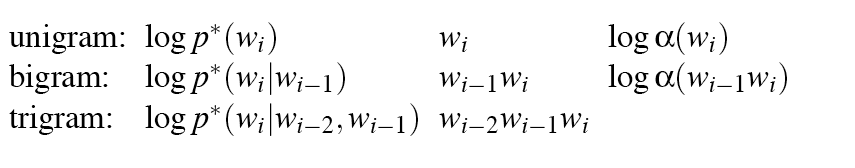 unigram: log p*(w_i) w_i log α(w_i)
bigram: log p*(w_i|w_{i−1}) w_{i−1}w_i log α(w_{i−1}w_i)
trigram: log p*(w_i|w_{i−2}, w_{i−1}) w_{i−2}w_{i−1}w_i